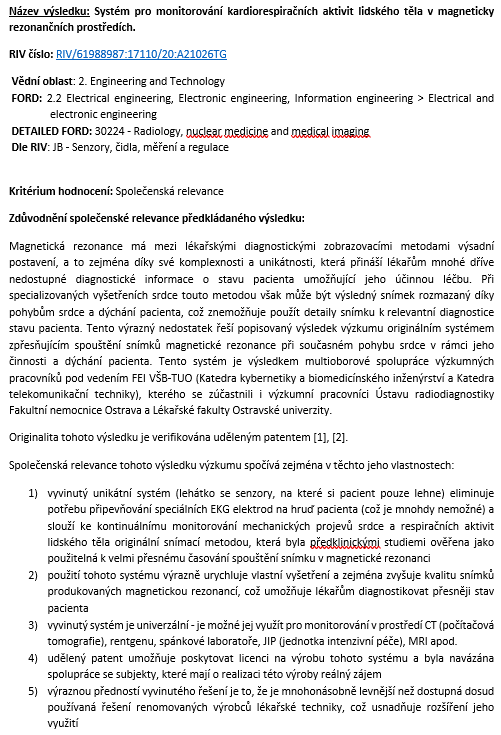 Název výsledku: Systém pro monitorování kardiorespiračních aktivit lidského těla v magneticky
rezonančních prostředích.
RIV číslo: RIV/61988987:17110/20:A21026TG
Vědní oblast: 2. Engineering and Technology
FORD: 2.2 Electrical engineering, Electronic engineering, Information engineering > Electrical and
electronic engineering
DETAILED FORD: 30224 - Radiology, nuclear medicine and medical imaging
Dle RIV: JB - Senzory, čidla, měření a regulace
Kritérium hodnocení: Společenská relevance
Zdůvodnění společenské relevance předkládaného výsledku:
Magnetická rezonance má mezi lékařskými diagnostickými zobrazovacími metodami výsadní
postavení, a to zejména díky své komplexnosti a unikátnosti, která přináší lékařům mnohé dříve
nedostupné diagnostické informace o stavu pacienta umožňující jeho účinnou léčbu. Při
specializovaných vyšetřeních srdce touto metodou však může být výsledný snímek rozmazaný díky
pohybům srdce a dýchání pacienta, což znemožňuje použít detaily snímku k relevantní diagnostice
stavu pacienta. Tento výrazný nedostatek řeší popisovaný výsledek výzkumu originálním systémem
zpřesňujícím spouštění snímků magnetické rezonance při současném pohybu srdce v rámci jeho
činnosti a dýchání pacienta. Tento systém je výsledkem multioborové spolupráce výzkumných
pracovníků pod vedením FEI VŠB-TUO (Katedra kybernetiky a biomedicínského inženýrství a Katedra
telekomunikační techniky), kterého se zúčastnili i výzkumní pracovníci Ústavu radiodiagnostiky
Fakultní nemocnice Ostrava a Lékařské fakulty Ostravské univerzity.
Originalita tohoto výsledku je verifikována uděleným patentem [1], [2].
Společenská relevance tohoto výsledku výzkumu spočívá zejména v těchto jeho vlastnostech:
1) vyvinutý unikátní systém (lehátko se senzory, na které si pacient pouze lehne) eliminuje
potřebu připevňování speciálních EKG elektrod na hruď pacienta (což je mnohdy nemožné) a
slouží ke kontinuálnímu monitorování mechanických projevů srdce a respiračních aktivit
lidského těla originální snímací metodou, která byla předklinickými studiemi ověřena jako
použitelná k velmi přesnému časování spouštění snímku v magnetické rezonanci
2) použití tohoto systému výrazně urychluje vlastní vyšetření a zejména zvyšuje kvalitu snímků
produkovaných magnetickou rezonancí, což umožňuje lékařům diagnostikovat přesněji stav
pacienta
3) vyvinutý systém je univerzální - je možné jej využít pro monitorování v prostředí CT (počítačová
tomografie), rentgenu, spánkové laboratoře, JIP (jednotka intenzivní péče), MRI apod.
4) udělený patent umožňuje poskytovat licenci na výrobu tohoto systému a byla navázána
spolupráce se subjekty, které mají o realizaci této výroby reálný zájem
5) výraznou předností vyvinutého řešení je to, že je mnohonásobně levnější než dostupná dosud
používaná řešení renomovaných výrobců lékařské techniky, což usnadňuje rozšíření jeho
využití